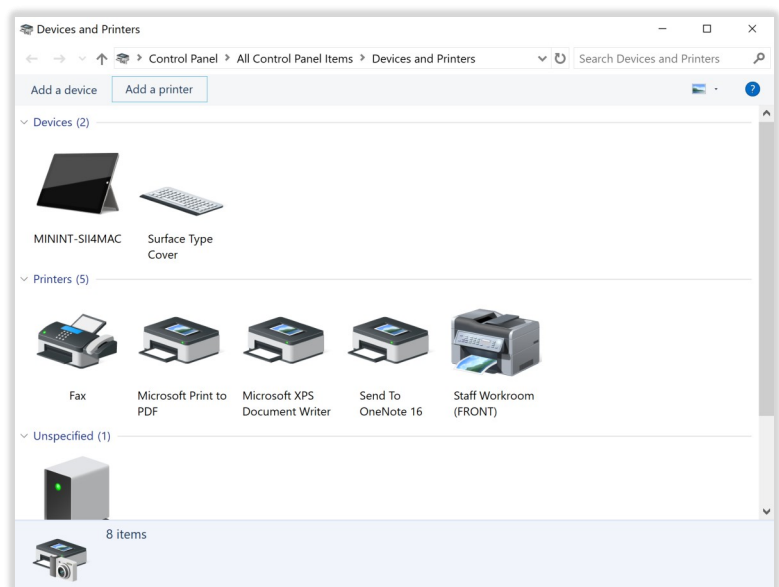 Devices and Printers
Control Panel > All Control Panel Items > Devices and Printers
Search Devices and Printers
Add a device
Add a printer
Devices (2)
MININT-SII4MAC
Surface Type
Cover
Printers (5)
Fax
Microsoft Print to
PDF
Microsoft XPS
Document Writer
Send To
OneNote 16
Staff Workroom
(FRONT)
Unspecified (1)
8 items